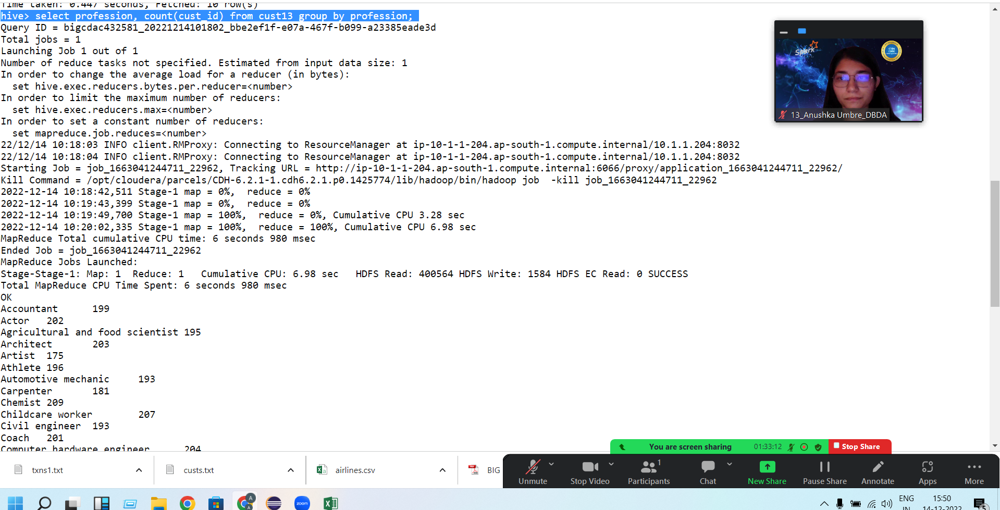 Time taken: 0.447 seconds, Fetched: 10 row(s)
hive> select profession, count(cust_id) from cust13 group by profession;
Query ID = bigcdac432581_20221214101802_bbe2ef1f-e07a-467f-b099-a23385eade3d
Total jobs = 1
Launching Job 1 out of 1
Number of reduce tasks not specified. Estimated from input data size: 1
In order to change the average load for a reducer (in bytes):
  set hive.exec.reducers.bytes.per.reducer=<number>
In order to limit the maximum number of reducers:
  set hive.exec.reducers.max=<number>
In order to set a constant number of reducers:
  set mapreduce.job.reduces=<number>
22/12/14 10:18:03 INFO client.RMProxy: Connecting to ResourceManager at ip-10-1-1-204.ap-south-1.compute.internal/10.1.1.204:8032
22/12/14 10:18:04 INFO client.RMProxy: Connecting to ResourceManager at ip-10-1-1-204.ap-south-1.compute.internal/10.1.1.204:8032
Starting Job = job_1663041244711_22962, Tracking URL = http://ip-10-1-1-204.ap-south-1.compute.internal:6066/proxy/application_1663041244711_22962/
Kill Command = /opt/cloudera/parcels/CDH-6.2.1-1.cdh6.2.1.p0.1425774/lib/hadoop/bin/hadoop job  -kill job_1663041244711_22962
2022-12-14 10:18:42,511 Stage-1 map = 0%,  reduce = 0%
2022-12-14 10:19:43,399 Stage-1 map = 0%,  reduce = 0%
2022-12-14 10:19:49,700 Stage-1 map = 100%,  reduce = 0%, Cumulative CPU 3.28 sec
2022-12-14 10:20:02,335 Stage-1 map = 100%,  reduce = 100%, Cumulative CPU 6.98 sec
MapReduce Total cumulative CPU time: 6 seconds 980 msec
Ended Job = job_1663041244711_22962
MapReduce Jobs Launched:
Stage-Stage-1: Map: 1  Reduce: 1   Cumulative CPU: 6.98 sec   HDFS Read: 400564 HDFS Write: 1584 HDFS EC Read: 0 SUCCESS
Total MapReduce CPU Time Spent: 6 seconds 980 msec
OK
Accountant 199
Actor 202
Agricultural and food scientist 195
Architect 203
Artist 175
Athlete 196
Automotive mechanic 193
Carpenter 181
Chemist 209
Childcare worker 207
Civil engineer 193
Coach 201
Computer hardware engineer 204
Spark
13_Anushka Umbre_DBDA
You are screen sharing 01:33:12 Stop Share
txns1.txt custs.txt airlines.csv BIG
1
Unmute Stop Video Participants Chat New Share Pause Share Annotate Apps More
A
A
zoom
ENG 15:50
IN 14-12-2022
5